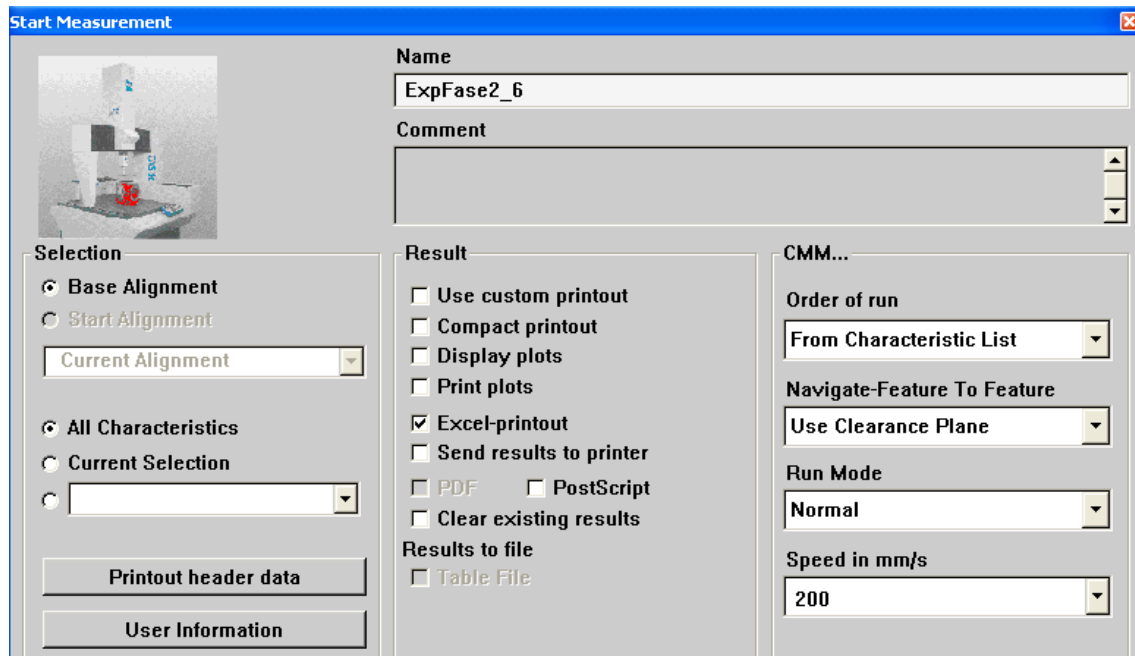 Start Measurement
Name
ExpFase2_6
Comment
Selection
Base Alignment
Start Alignment
Current Alignment
All Characteristics
Current Selection
Printout header data
User Information
Result
Use custom printout
Compact printout
Display plots
Print plots
Excel-printout
Send results to printer
PDF PostScript
Clear existing results
Results to file
Table File
CMM...
Order of run
From Characteristic List
Navigate-Feature To Feature
Use Clearance Plane
Run Mode
Normal
Speed in mm/s
200